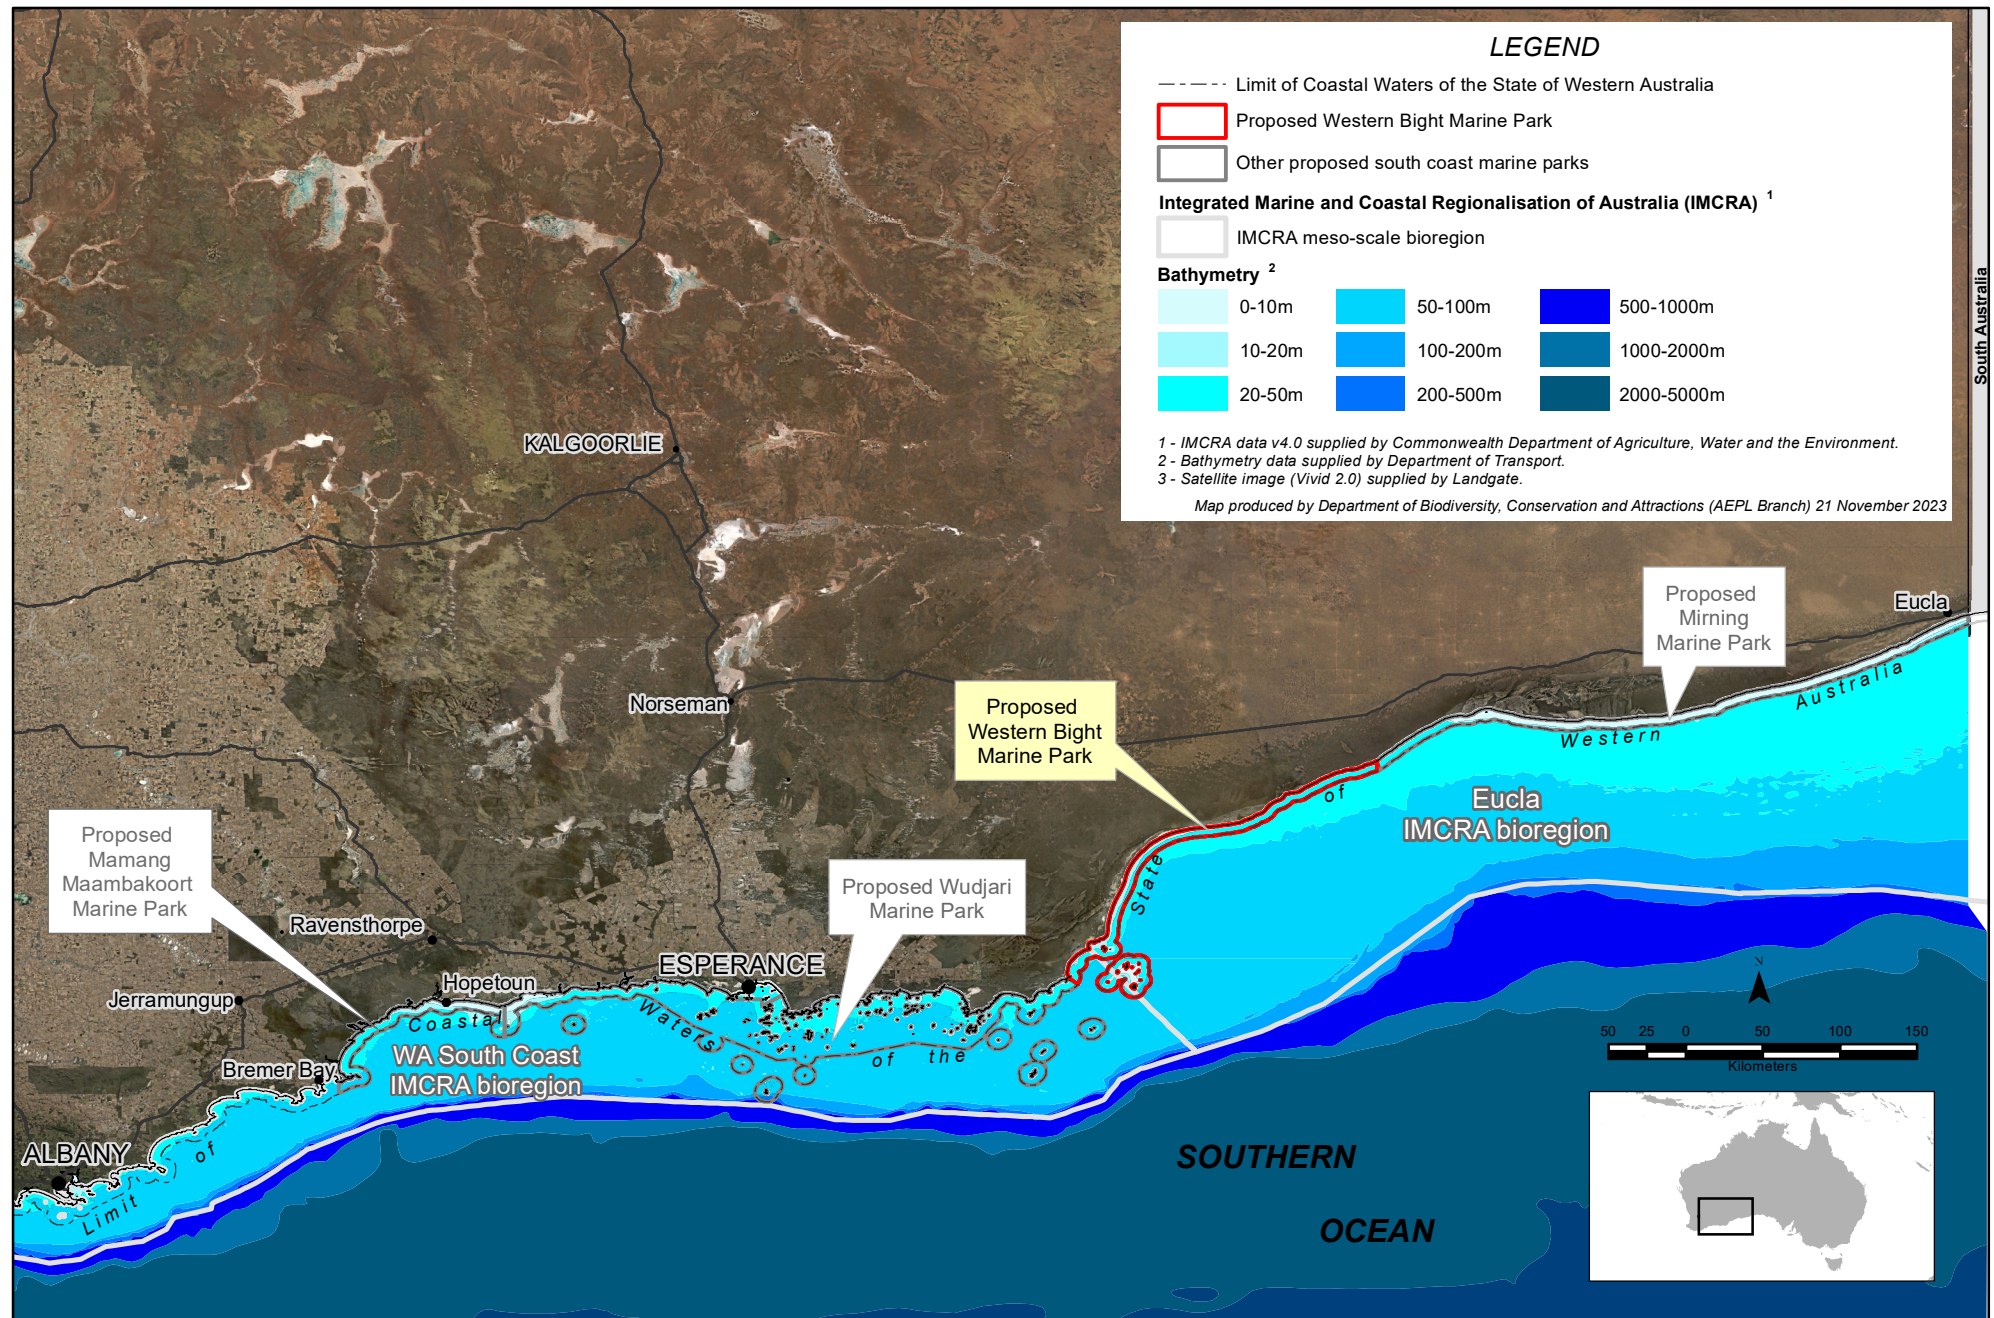 LEGEND
Limit of Coastal Waters of the State of Western Australia
Proposed Western Bight Marine Park
Other proposed south coast marine parks
Integrated Marine and Coastal Regionalisation of Australia (IMCRA) 1
IMCRA meso-scale bioregion
Bathymetry 2
0-10m
50-100m
500-1000m
10-20m
100-200m
1000-2000m
20-50m
200-500m
2000-5000m
1 - IMCRA data v4.0 supplied by Commonwealth Department of Agriculture, Water and the Environment.
2 - Bathymetry data supplied by Department of Transport.
3 - Satellite image (Vivid 2.0) supplied by Landgate.
Map produced by Department of Biodiversity, Conservation and Attractions (AEPL Branch) 21 November 2023
South Australia
KALGOORLIE
Norseman
Eucla
Proposed
Mirning
Marine Park
Proposed
Western Bight
Marine Park
Proposed
Mamang
Maambakoort
Marine Park
Proposed Wudjari
Marine Park
Ravensthorpe
ESPERANCE
Hopetoun
Jerramungup
Bremer Bay
ALBANY
Eucla
IMCRA bioregion
WA South Coast
IMCRA bioregion
Limit of Coastal Waters of the State of Western Australia
SOUTHERN
OCEAN
N
50 25 0 50 100 150
Kilometers